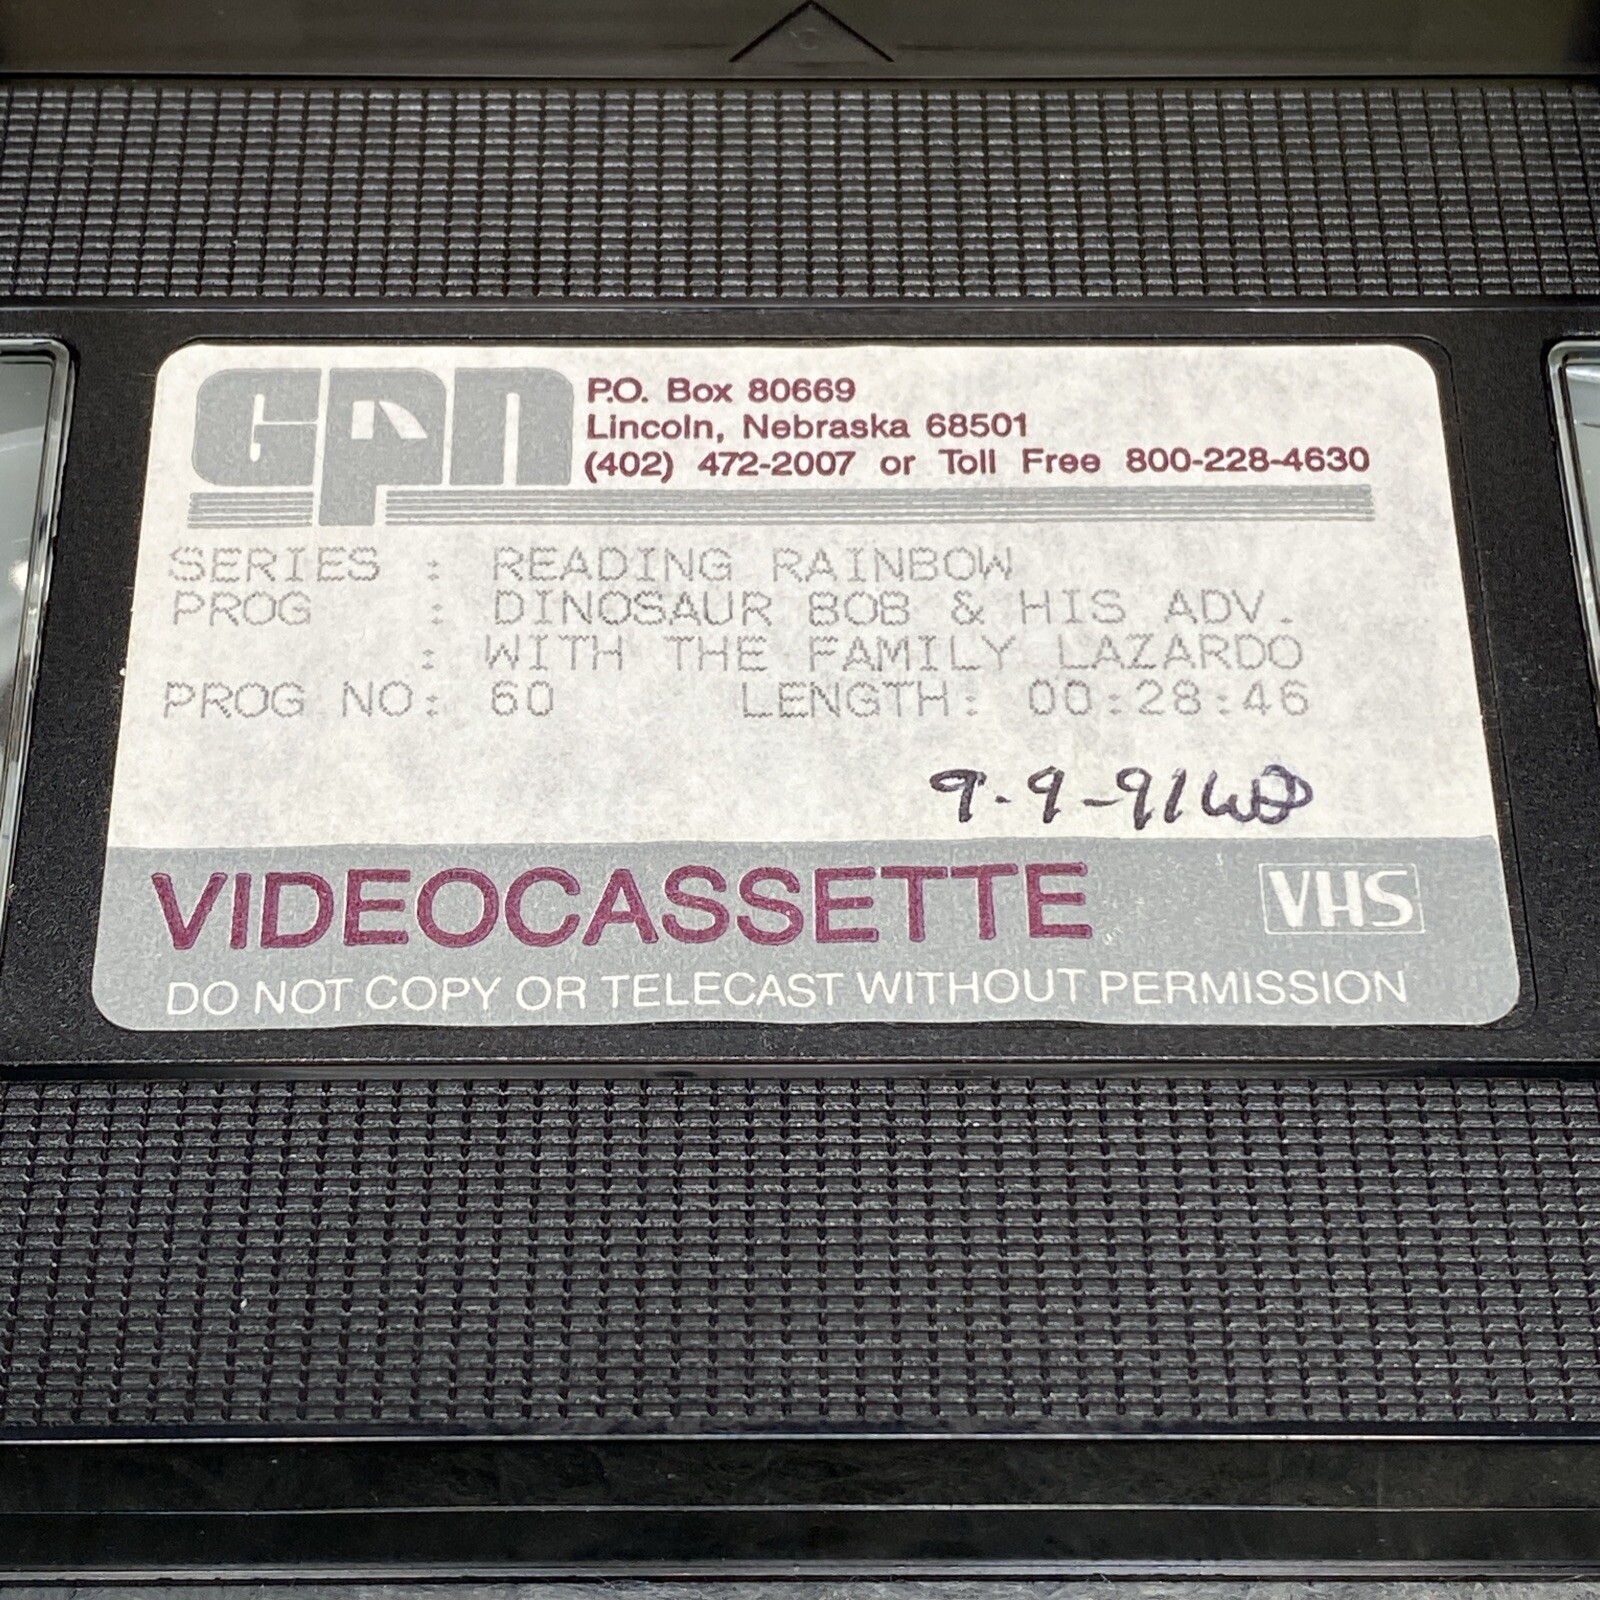 GPN
P.O. Box 80669
Lincoln, Nebraska 68501
(402) 472-2007 or Toll Free 800-228-4630
SERIES : READING RAINBOW
PROG : DINOSAUR BOB & HIS ADV.
: WITH THE FAMILY LAZARDO
PROG NO: 60 LENGTH: 00:28:46
9-9-91
VIDEOCASSETTE VHS
DO NOT COPY OR TELECAST WITHOUT PERMISSION